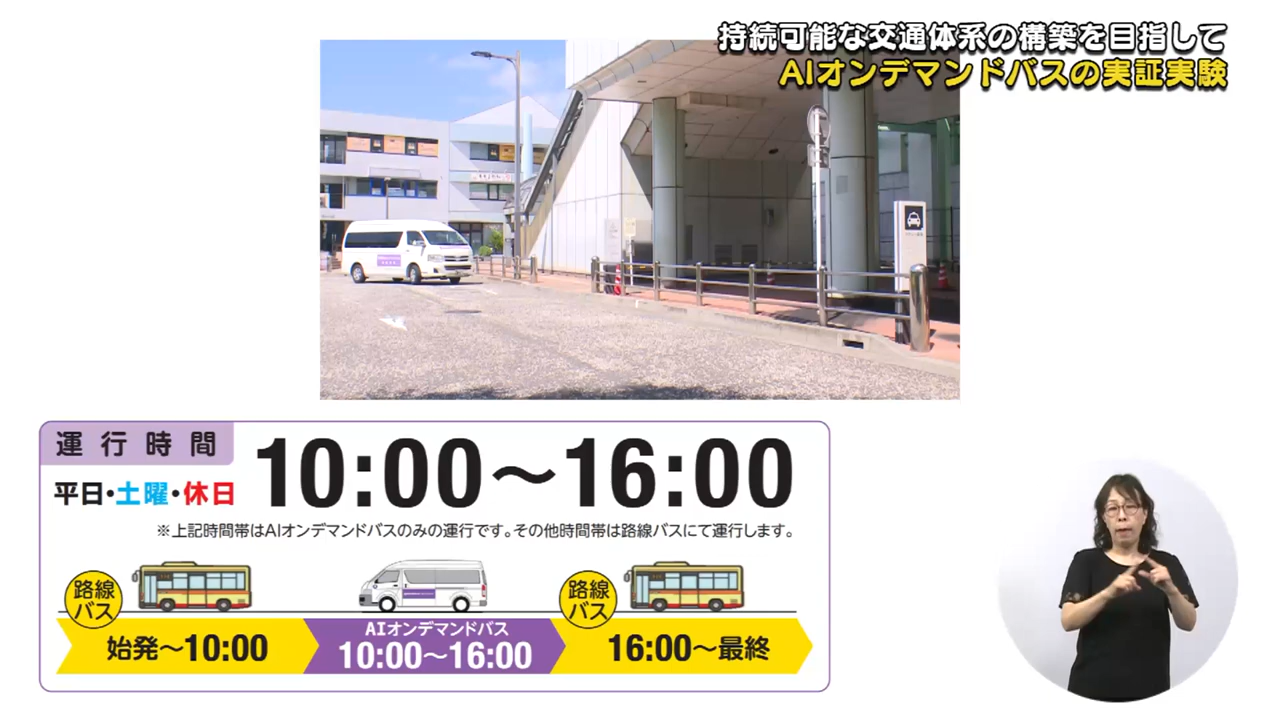 持続可能な交通体系の構築を目指して
AIオンデマンドバスの実証実験
運行時間
平日・土曜・休日
10:00～16:00
※上記時間帯はAIオンデマンドバスのみの運行です。その他時間帯は路線バスにて運行します。
路線
バス
始発～10:00
AIオンデマンドバス
10:00～16:00
路線
バス
16:00～最終